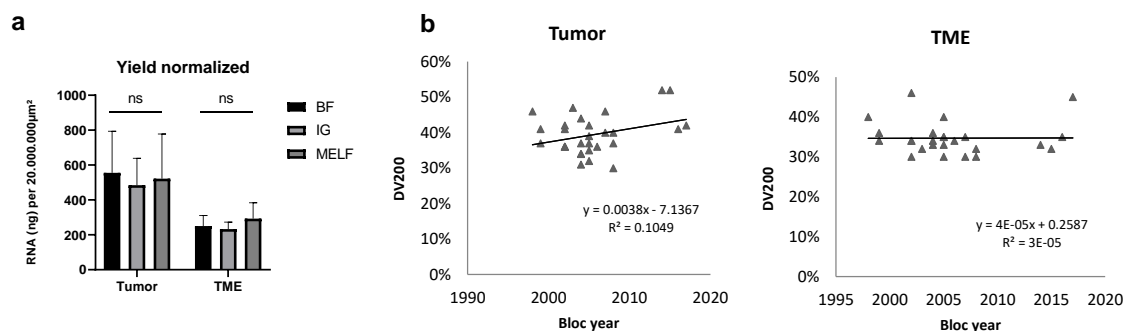 a
Yield normalized
RNA (ng) per 20.000.000µm²
1000
800
600
400
200
0
ns
ns
Tumor
TME
BF
IG
MELF
b
Tumor
DV200
60%
50%
40%
30%
20%
10%
0%
y = 0.0038x - 7.1367
R² = 0.1049
1990
2000
2010
2020
Bloc year
TME
DV200
50%
40%
30%
20%
10%
0%
y = 4E-05x + 0.2587
R² = 3E-05
1995
2000
2005
2010
2015
2020
Bloc year